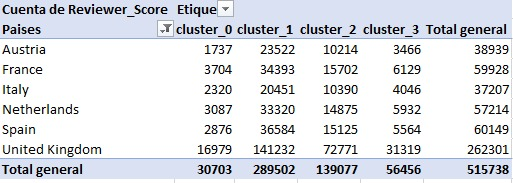 Cuenta de Reviewer_Score Etique
Paises cluster_0 cluster_1 cluster_2 cluster_3 Total general
Austria 1737 23522 10214 3466 38939
France 3704 34393 15702 6129 59928
Italy 2320 20451 10390 4046 37207
Netherlands 3087 33320 14875 5932 57214
Spain 2876 36584 15125 5564 60149
United Kingdom 16979 141232 72771 31319 262301
Total general 30703 289502 139077 56456 515738